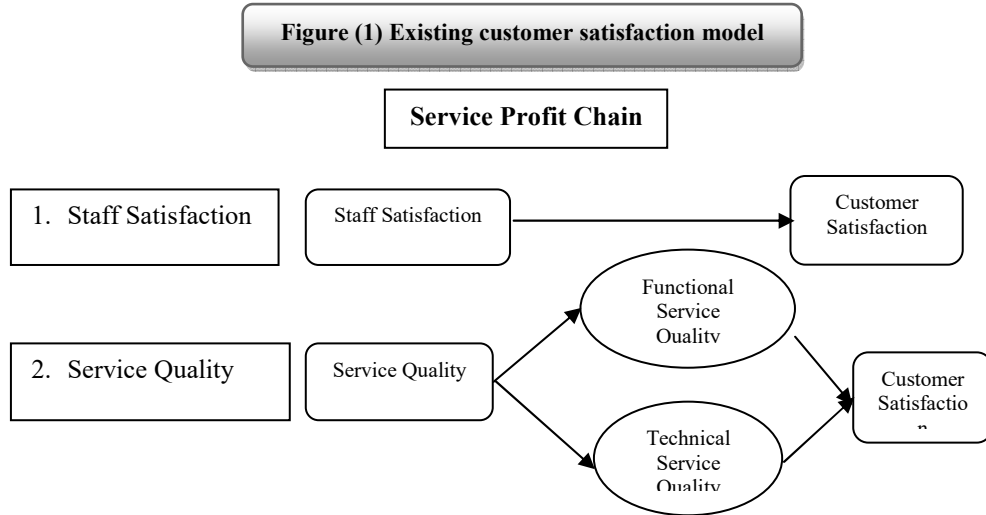 Figure (1) Existing customer satisfaction model
Service Profit Chain
1. Staff Satisfaction
Staff Satisfaction
Customer
Satisfaction
Functional
Service
Quality
2. Service Quality
Service Quality
Customer
Satisfactio
n
Technical
Service
Quality